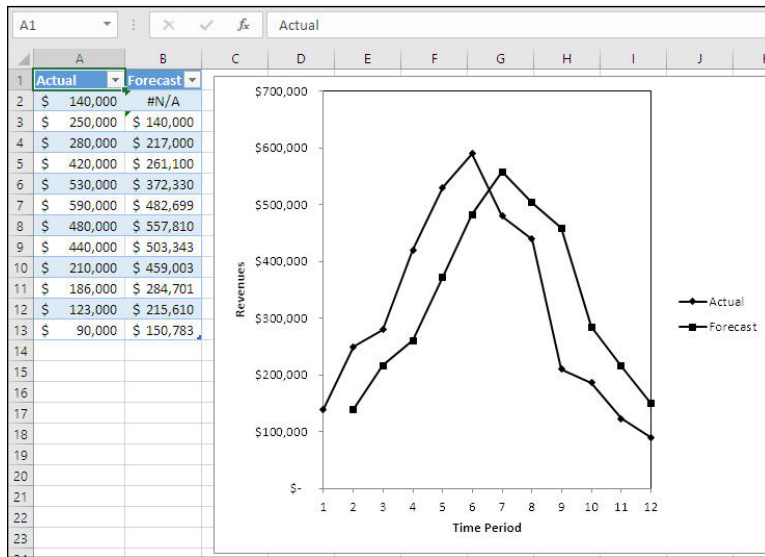 A1 fx Actual
A B C D E F G H I J
1 Actual Forecast
2 $ 140,000 #N/A
3 $ 250,000 $ 140,000
4 $ 280,000 $ 217,000
5 $ 420,000 $ 261,100
6 $ 530,000 $ 372,330
7 $ 590,000 $ 482,699
8 $ 480,000 $ 557,810
9 $ 440,000 $ 503,343
10 $ 210,000 $ 459,003
11 $ 186,000 $ 284,701
12 $ 123,000 $ 215,610
13 $ 90,000 $ 150,783
14
15
16
17
18
19
20
21
22
23
$700,000
$600,000
$500,000
$400,000
$300,000
$200,000
$100,000
$-
Revenues
1 2 3 4 5 6 7 8 9 10 11 12
Time Period
Actual
Forecast